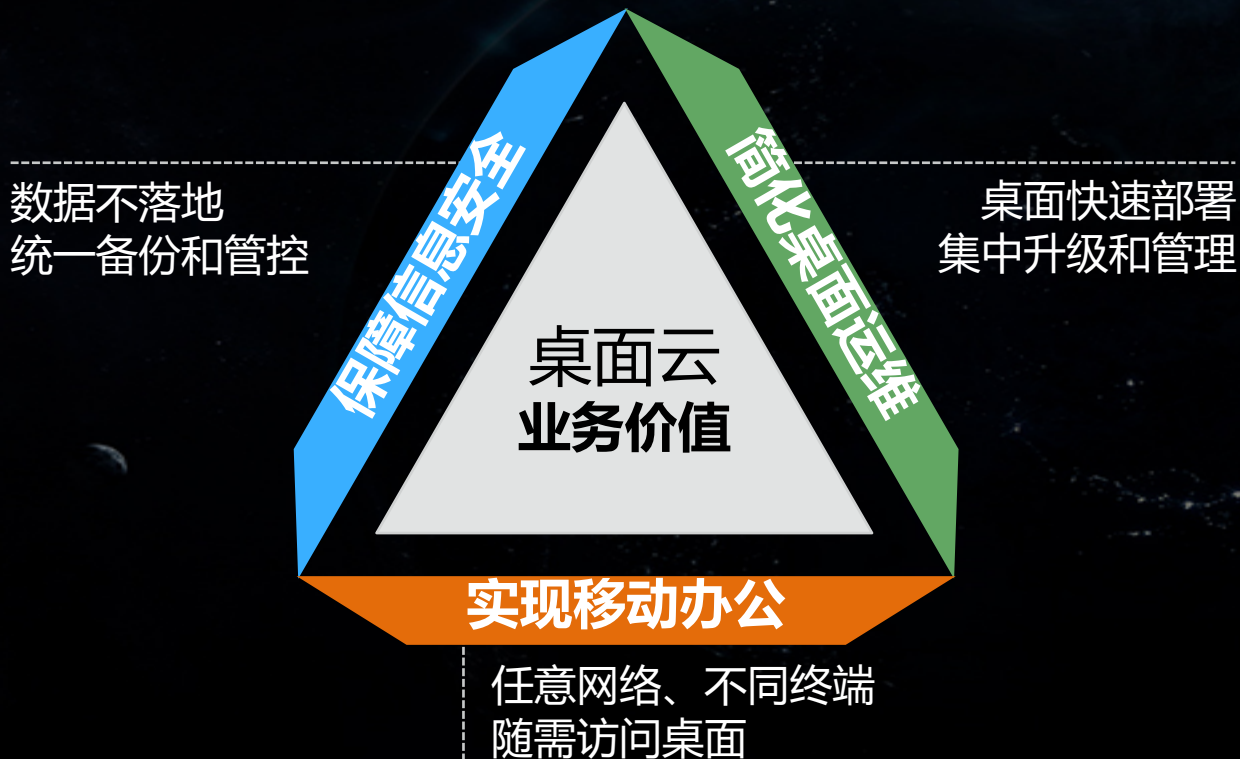 保障信息安全
简化桌面运维
数据不落地
统一备份和管控
桌面快速部署
集中升级和管理
桌面云
业务价值
实现移动办公
任意网络、不同终端
随需访问桌面